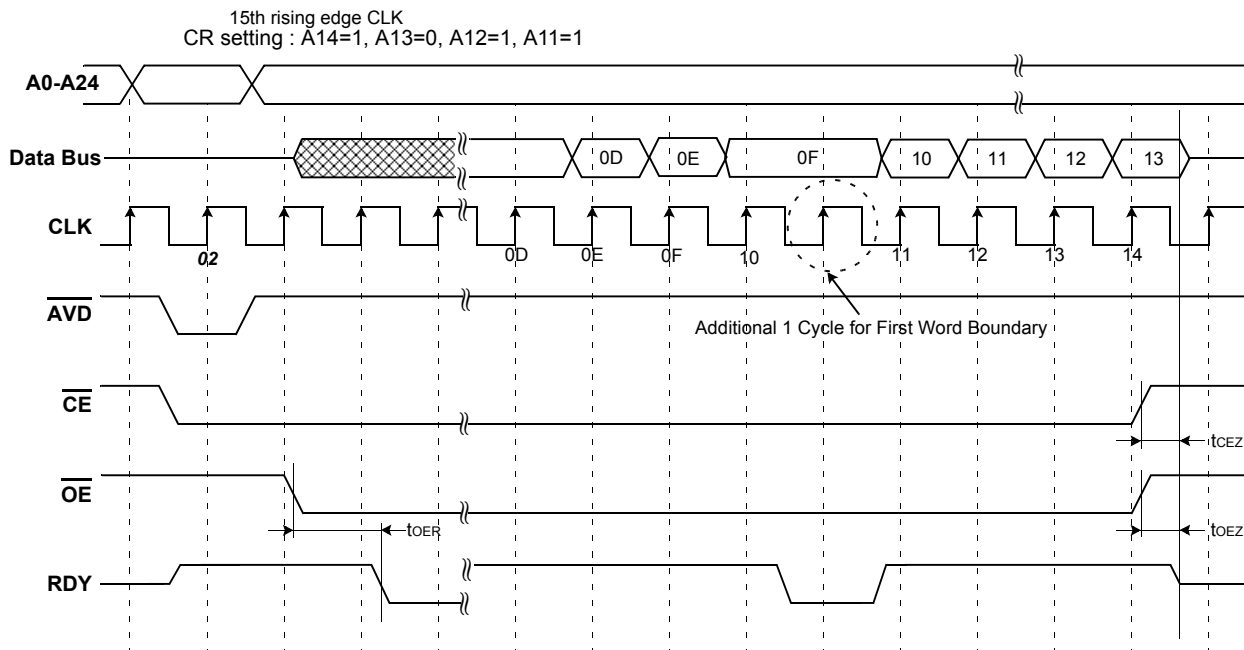 15th rising edge CLK
CR setting : A14=1, A13=0, A12=1, A11=1
A0-A24
Data Bus
0D 0E 0F 10 11 12 13
CLK
02 0D 0E 0F 10 11 12 13 14
AVD
Additional 1 Cycle for First Word Boundary
CE
tCEZ
OE
tOER
tOEZ
RDY